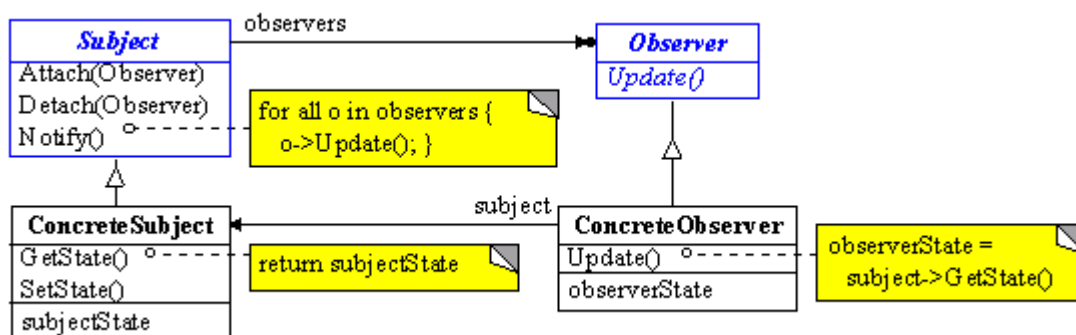 observers
Subject
Attach(Observer)
Detach(Observer)
Notify()
for all o in observers {
o->Update(); }
Observer
Update()
subject
ConcreteSubject
GetState()
SetState()
subjectState
return subjectState
ConcreteObserver
Update()
observerState
observerState =
subject->GetState()